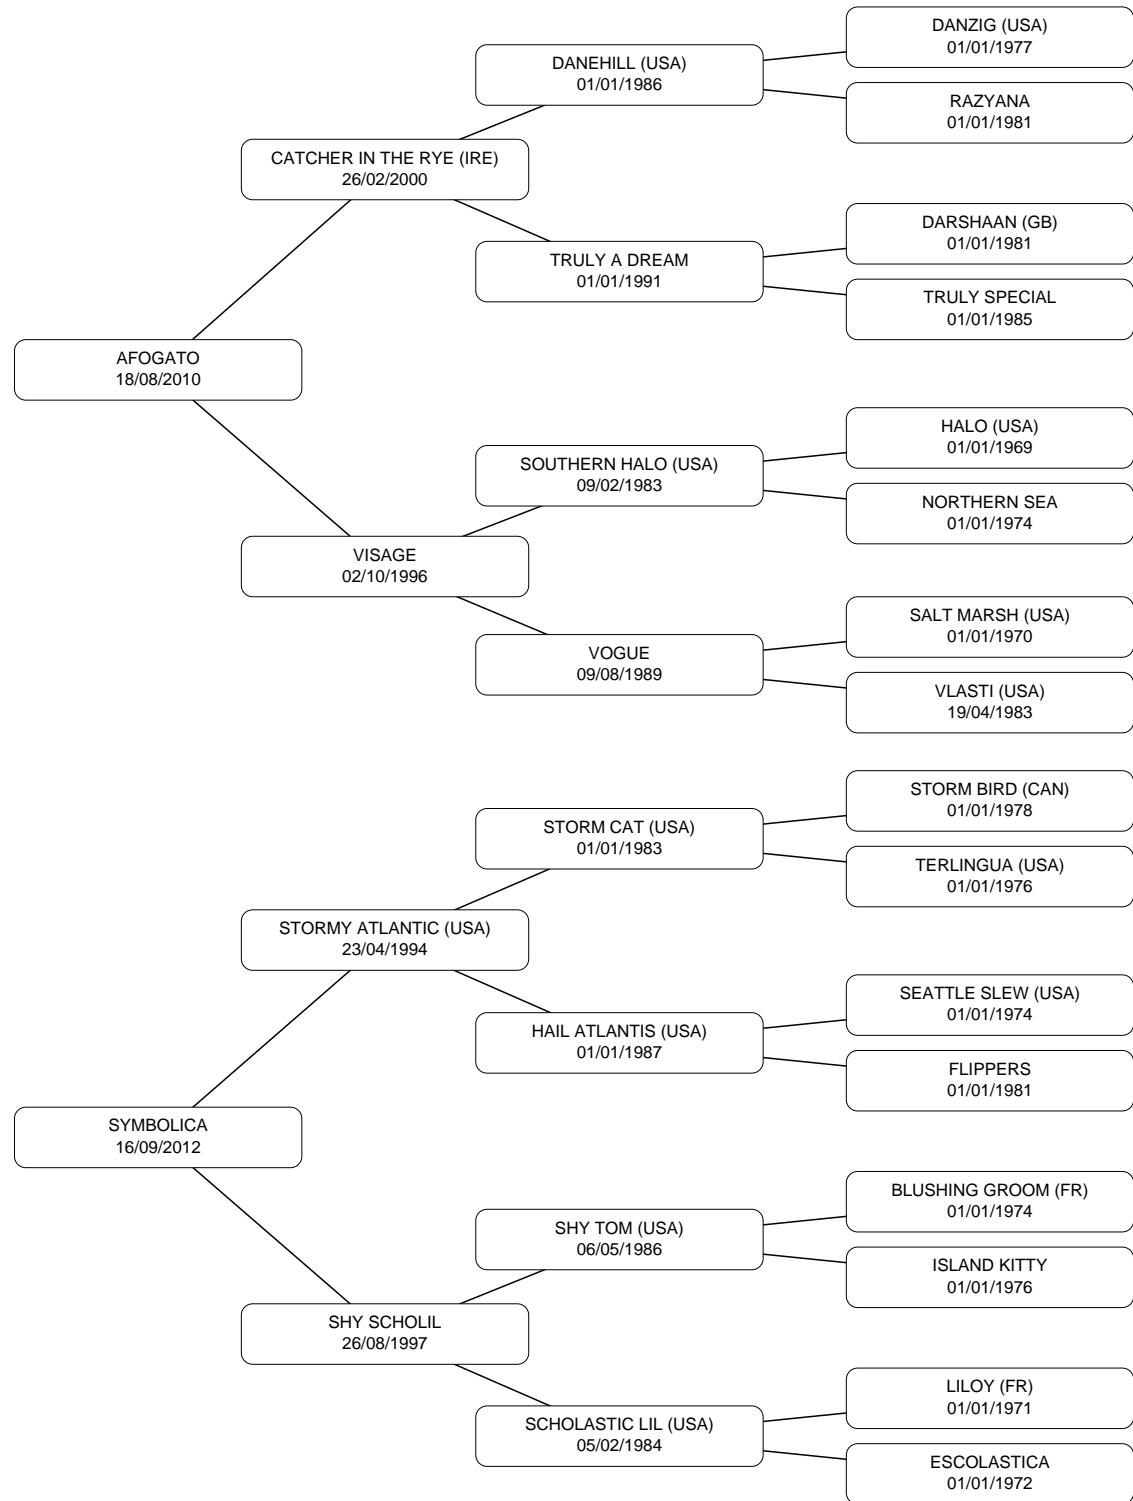 DANZIG (USA)
01/01/1977
DANEHILL (USA)
01/01/1986
RAZYANA
01/01/1981
CATCHER IN THE RYE (IRE)
26/02/2000
DARSHAAN (GB)
01/01/1981
TRULY A DREAM
01/01/1991
TRULY SPECIAL
01/01/1985
AFOGATO
18/08/2010
HALO (USA)
01/01/1969
SOUTHERN HALO (USA)
09/02/1983
NORTHERN SEA
01/01/1974
VISAGE
02/10/1996
SALT MARSH (USA)
01/01/1970
VOGUE
09/08/1989
VLASTI (USA)
19/04/1983
STORM BIRD (CAN)
01/01/1978
STORM CAT (USA)
01/01/1983
TERLINGUA (USA)
01/01/1976
STORMY ATLANTIC (USA)
23/04/1994
SEATTLE SLEW (USA)
01/01/1974
HAIL ATLANTIS (USA)
01/01/1987
FLIPPERS
01/01/1981
SYMBOLICA
16/09/2012
BLUSHING GROOM (FR)
01/01/1974
SHY TOM (USA)
06/05/1986
ISLAND KITTY
01/01/1976
SHY SCHOLIL
26/08/1997
LILOY (FR)
01/01/1971
SCHOLASTIC LIL (USA)
05/02/1984
ESCOLASTICA
01/01/1972